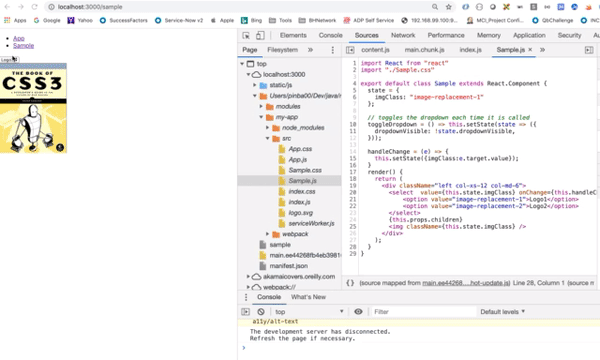 localhost:3000/sample
Apps Google Yahoo SuccessFactors Service-Now v2 Bing Tools BHNetwork ADP Self Service 192.168.99.100:9... MCI_Project Confi... QbChallenge INCNT
App
Sample
THE BOOK OF
CSS3
Elements Console Sources Network Performance Memory Application Security Audits
Page Filesystem
content.js main.chunk.js index.js Sample.js
top
localhost:3000
static/js
Users/pinba00/Dev/java/r
modules
my-app
node_modules
src
App.css
App.js
Sample.css
Sample.js
index.css
index.js
logo.svg
serviceWorker.js
webpack
sample
main.ee44268fb4eb3981
manifest.json
akamaicovers.oreilly.com
webpack://
1 import React from "react"
2 import "./Sample.css"
3
4 export default class Sample extends React.Component {
5 state = {
6 imgClass: "image-replacement-1"
7 };
8
9 // toggles the dropdown each time it is called
10 toggleDropdown = () => this.setState(state => ({
11 dropdownVisible: !state.dropdownVisible,
12 }));
13
14 handleChange = (e) => {
15 this.setState({imgClass:e.target.value});
16 }
17 render() {
18 return (
19 <div className="left col-xs-12 col-md-6">
20 <select value={this.state.imgClass} onChange={this.handleC
21 <option value="image-replacement-1">Logo1</option>
22 <option value="image-replacement-2">Logo2</option>
23 </select>
24 {this.props.children}
25 <img className={this.state.imgClass} />
26 </div>
27 );
28 }
29 }
{} (source mapped from main.ee44268....hot-update.js) Line 28, Column 1 (source m
Console What's New
top Filter Default levels
a11y/alt-text
The development server has disconnected.
Refresh the page if necessary.